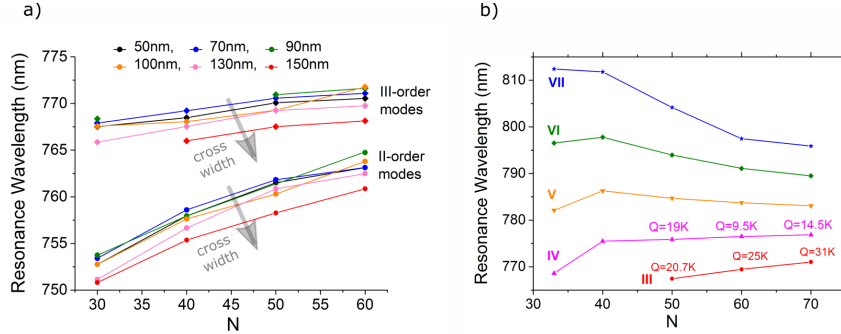 a)
50nm, 70nm, 90nm
100nm, 130nm, 150nm
Resonance Wavelength (nm)
775
770
765
760
755
750
III-order
modes
cross
width
II-order
modes
cross
width
30 35 40 45 50 55 60
N
b)
Resonance Wavelength (nm)
810
800
790
780
770
VII
VI
V
IV
Q=19K Q=9.5K Q=14.5K
III
Q=20.7K Q=25K Q=31K
40 50 60 70
N